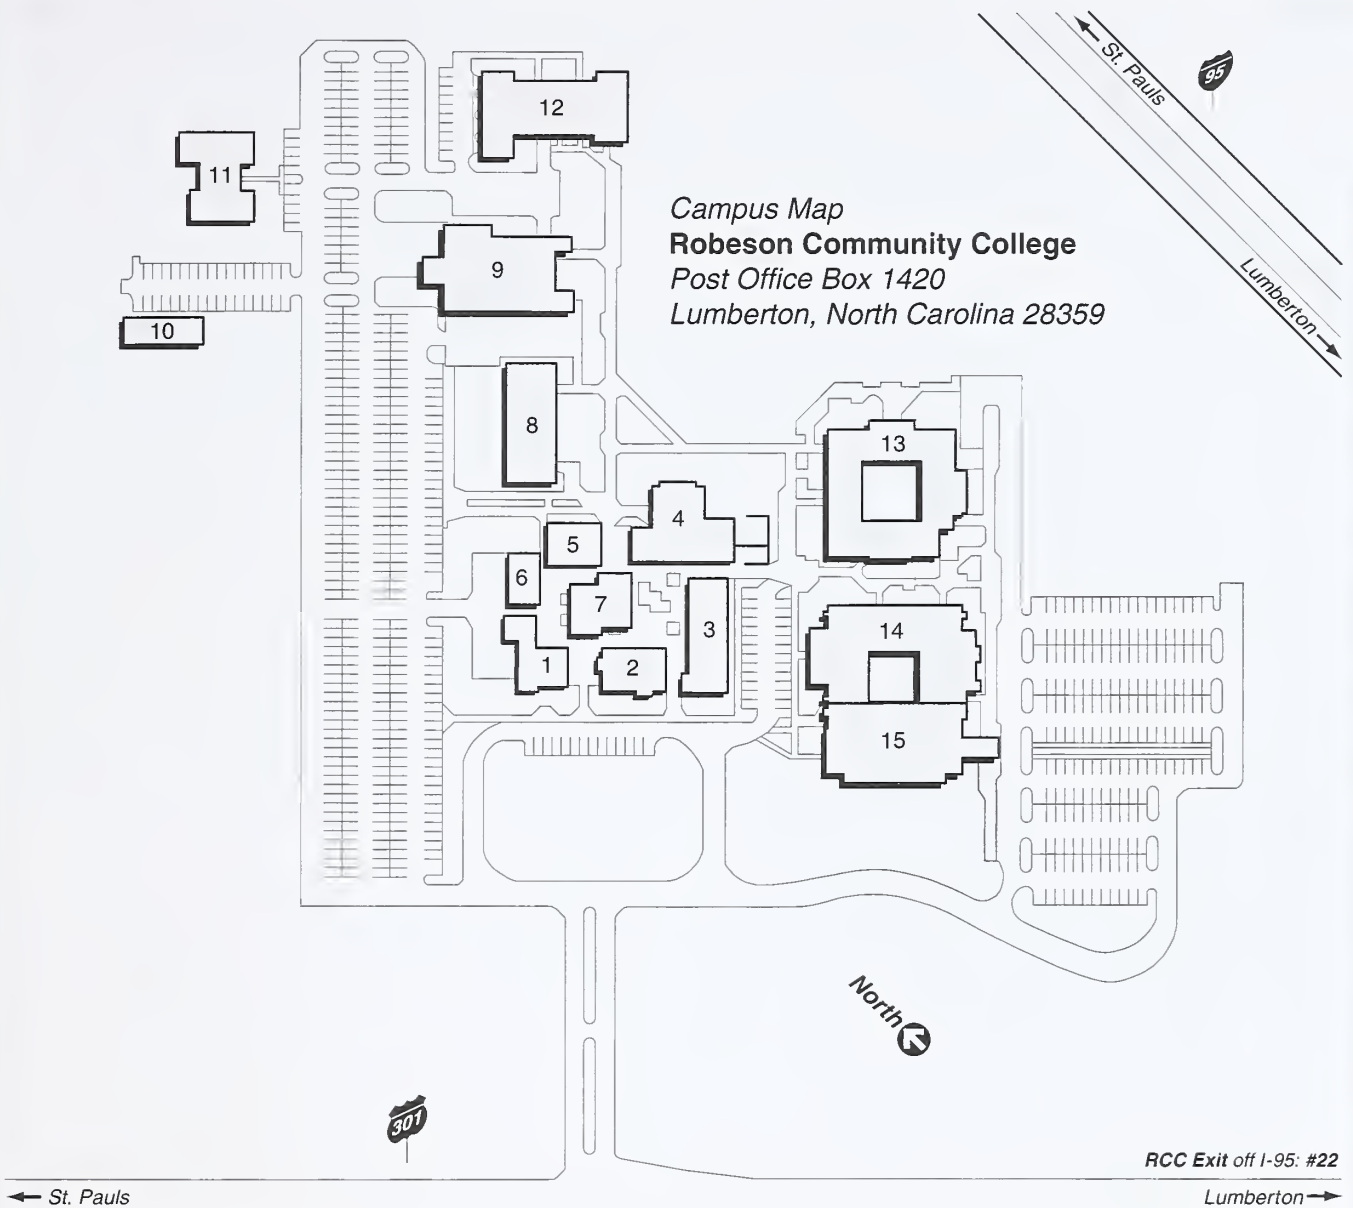 St. Pauls
95
12
11
Campus Map
Robeson Community College
Post Office Box 1420
Lumberton, North Carolina 28359
9
Lumberton
10
8
13
4
5
6
7
3
14
1
2
15
North
301
RCC Exit off I-95: #22
St. Pauls
Lumberton